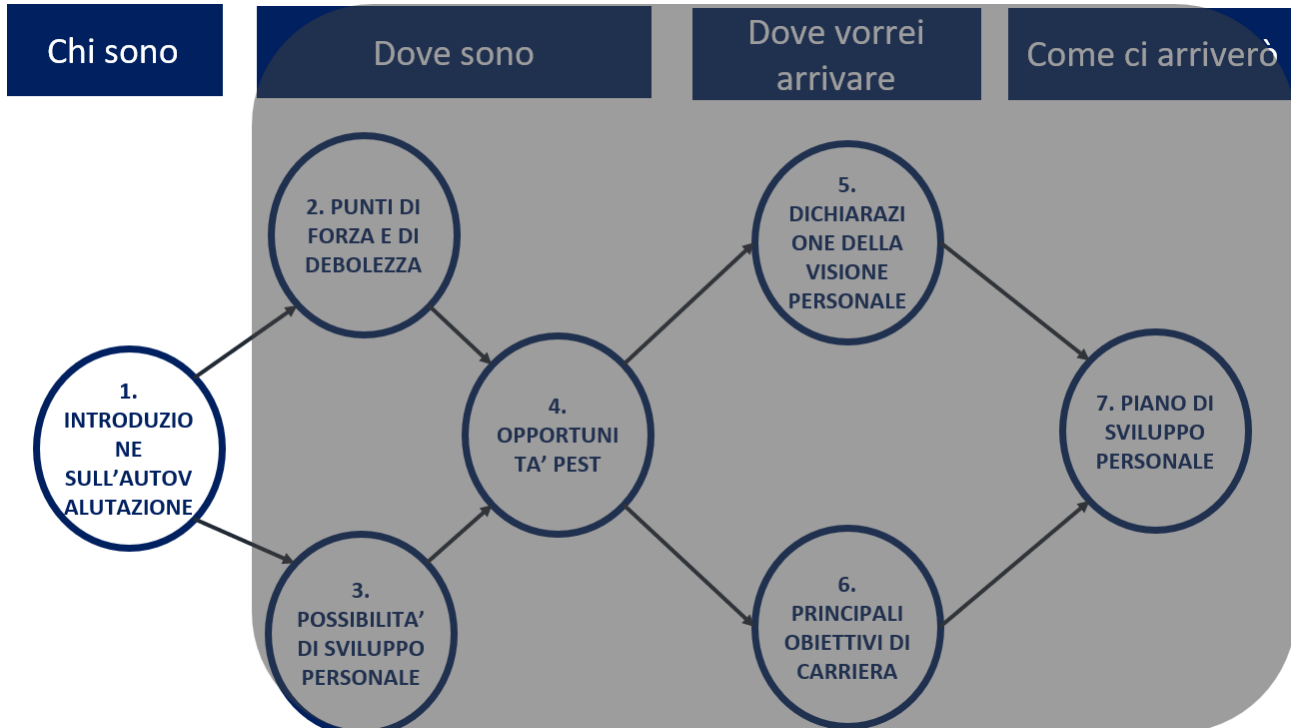 Chi sono
Dove sono
Dove vorrei
arrivare
Come ci arriverò
1.
INTRODUZIO
NE
SULL’AUTOV
ALUTAZIONE
2. PUNTI DI
FORZA E DI
DEBOLEZZA
3.
POSSIBILITA’
DI SVILUPPO
PERSONALE
4.
OPPORTUNI
TA’ PEST
5.
DICHIARAZI
ONE DELLA
VISIONE
PERSONALE
6.
PRINCIPALI
OBIETTIVI DI
CARRIERA
7. PIANO DI
SVILUPPO
PERSONALE